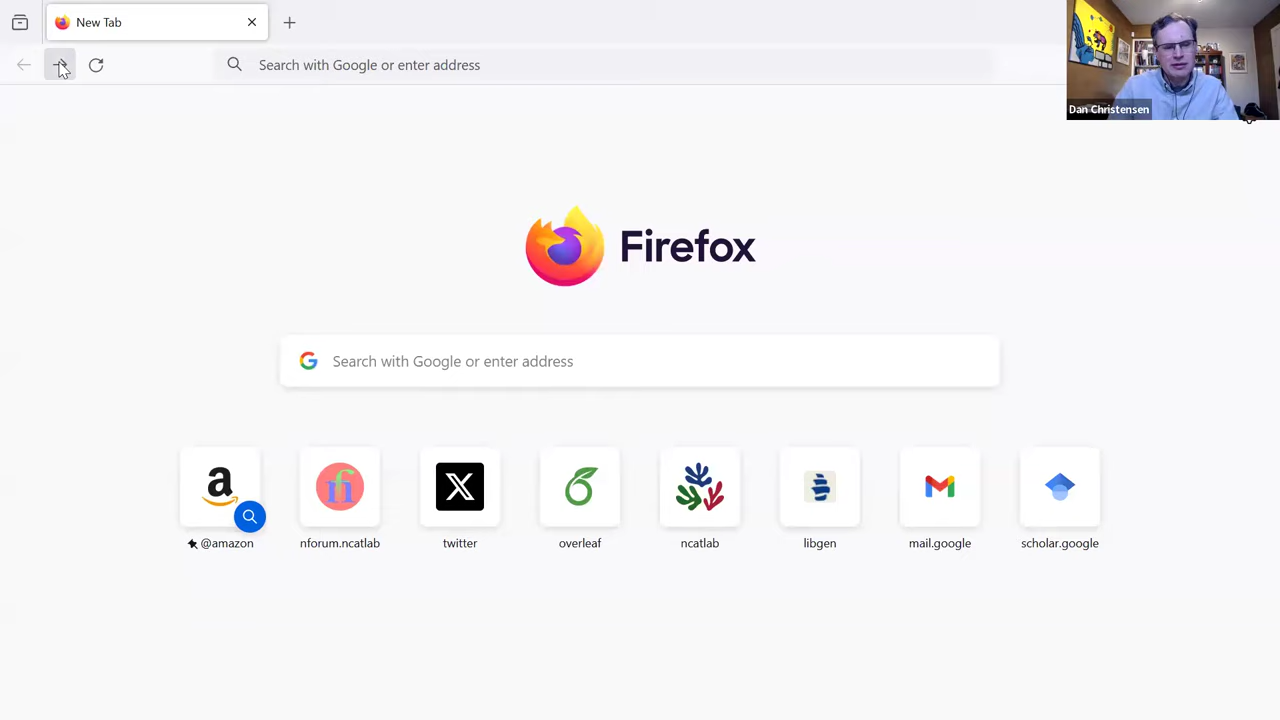 New Tab
Search with Google or enter address
Dan Christensen
Firefox
Search with Google or enter address
@amazon
nforum.ncatlab
twitter
overleaf
ncatlab
libgen
mail.google
scholar.google